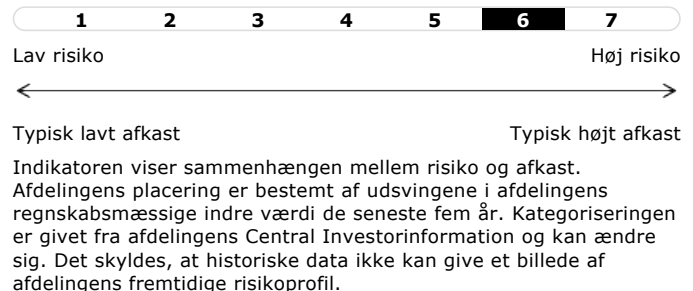 1 2 3 4 5 6 7
Lav risiko Høj risiko
Typisk lavt afkast Typisk højt afkast
Indikatoren viser sammenhængen mellem risiko og afkast.
Afdelingens placering er bestemt af udsvingene i afdelingens
regnskabsmæssige indre værdi de seneste fem år. Kategoriseringen
er givet fra afdelingens Central Investorinformation og kan ændre
sig. Det skyldes, at historiske data ikke kan give et billede af
afdelingens fremtidige risikoprofil.